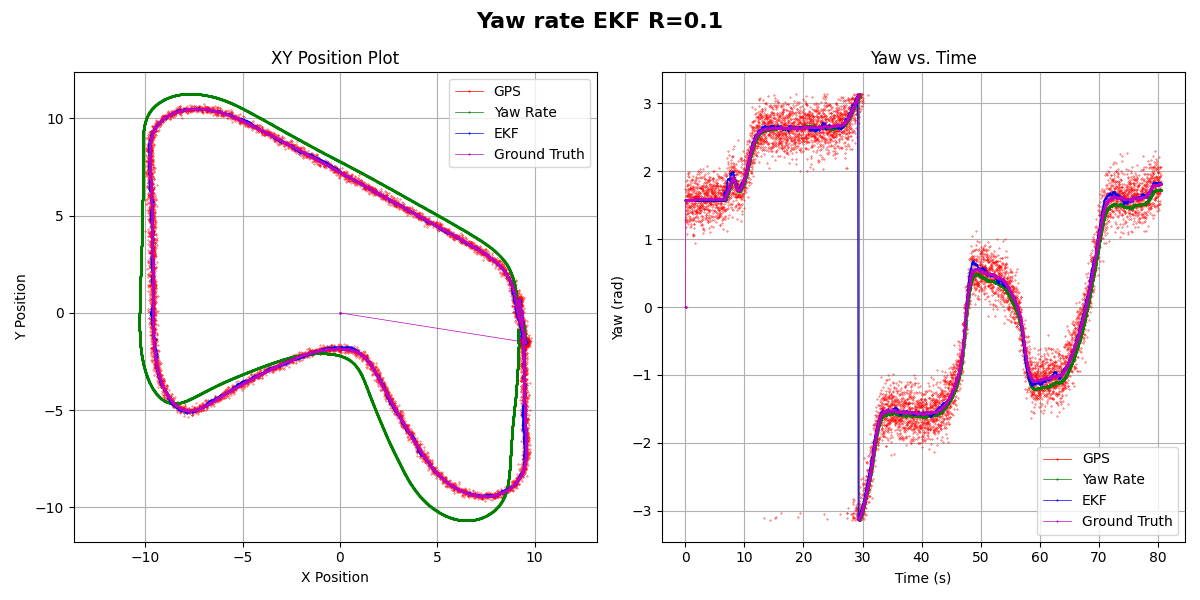 Yaw rate EKF R=0.1
XY Position Plot
GPS
Yaw Rate
EKF
Ground Truth
10
5
0
−5
−10
Y Position
−10
−5
0
5
10
X Position
Yaw vs. Time
3
2
1
0
−1
−2
−3
Yaw (rad)
GPS
Yaw Rate
EKF
Ground Truth
0
10
20
30
40
50
60
70
80
Time (s)